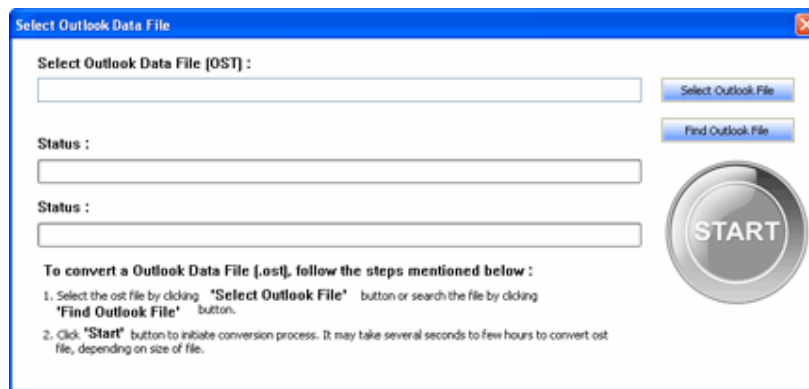 Select Outlook Data File
Select Outlook Data File (OST) :
Select Outlook File
Find Outlook File
Status :
Status :
START
To convert a Outlook Data File (.ost), follow the steps mentioned below :
1. Select the ost file by clicking "Select Outlook File" button or search the file by clicking
"Find Outlook File" button.
2. Click "Start" button to initiate conversion process. It may take several seconds to few hours to convert ost
file, depending on size of file.